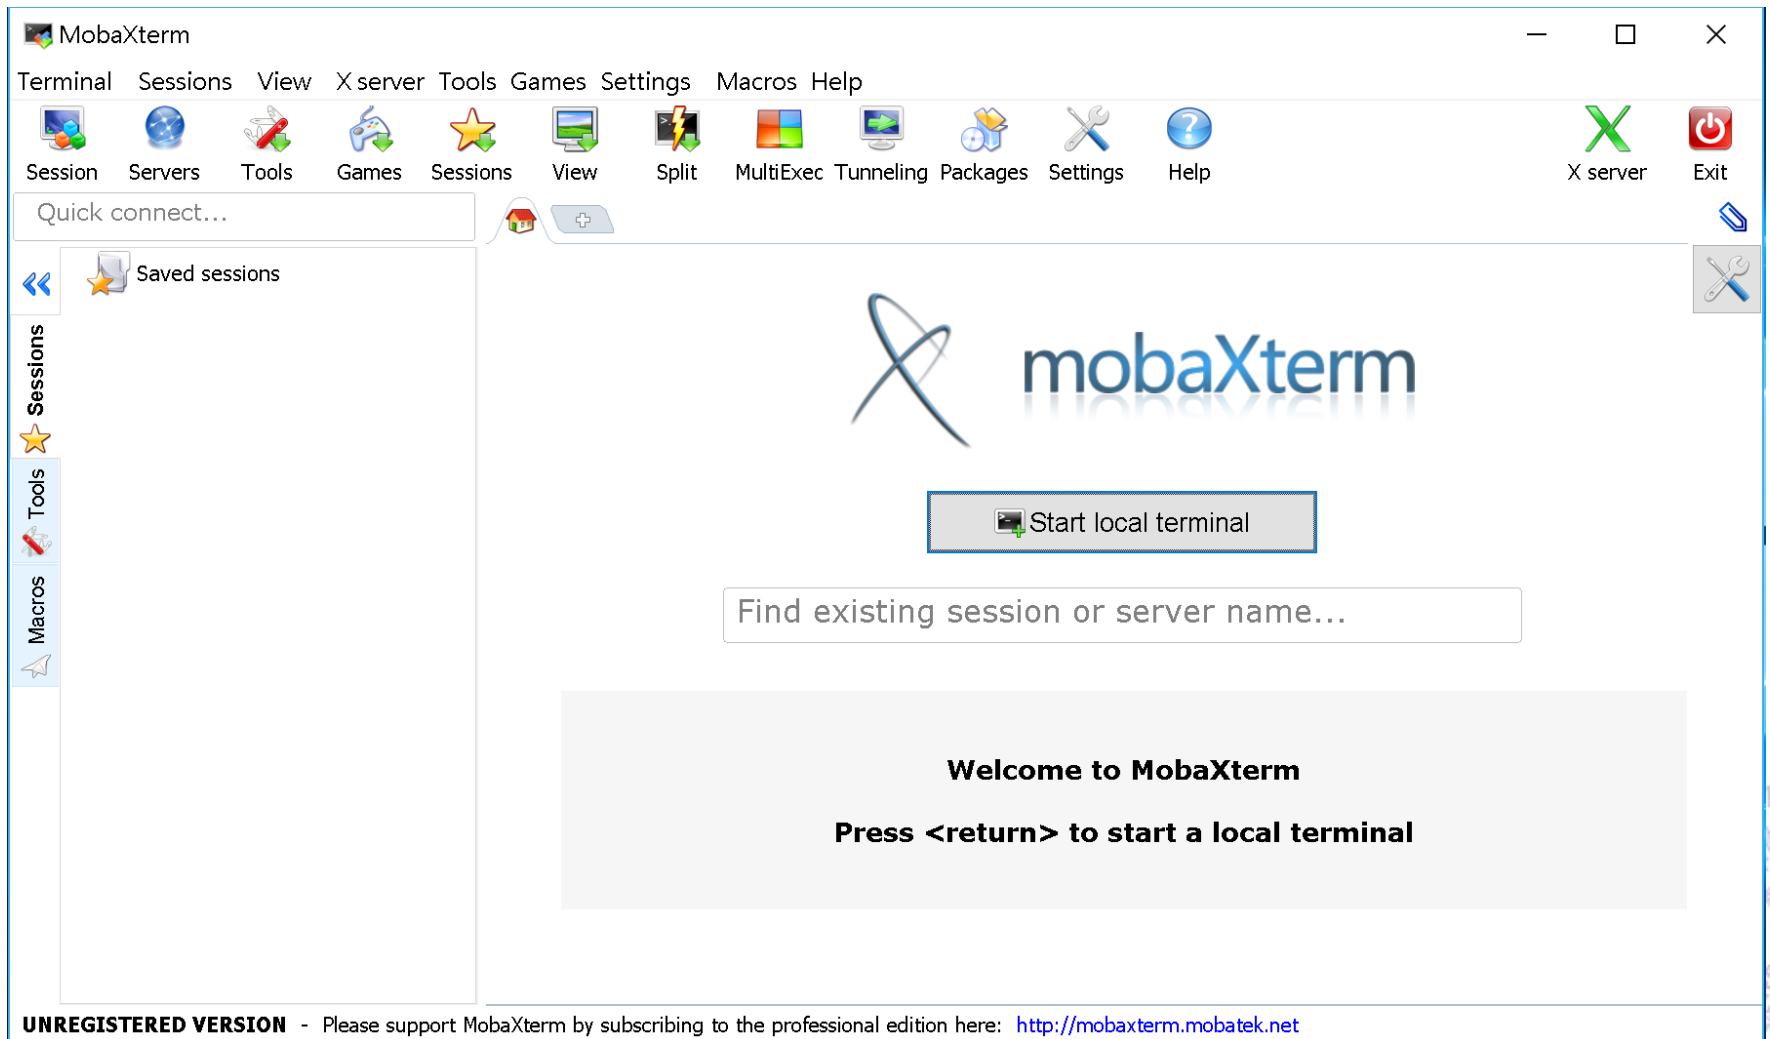 MobaXterm
Terminal Sessions View X server Tools Games Settings Macros Help
Session Servers Tools Games Sessions View Split MultiExec Tunneling Packages Settings Help X server Exit
Quick connect...
Saved sessions
Sessions
Tools
Macros
mobaXterm
Start local terminal
Find existing session or server name...
Welcome to MobaXterm
Press <return> to start a local terminal
UNREGISTERED VERSION - Please support MobaXterm by subscribing to the professional edition here: http://mobaxterm.mobatek.net